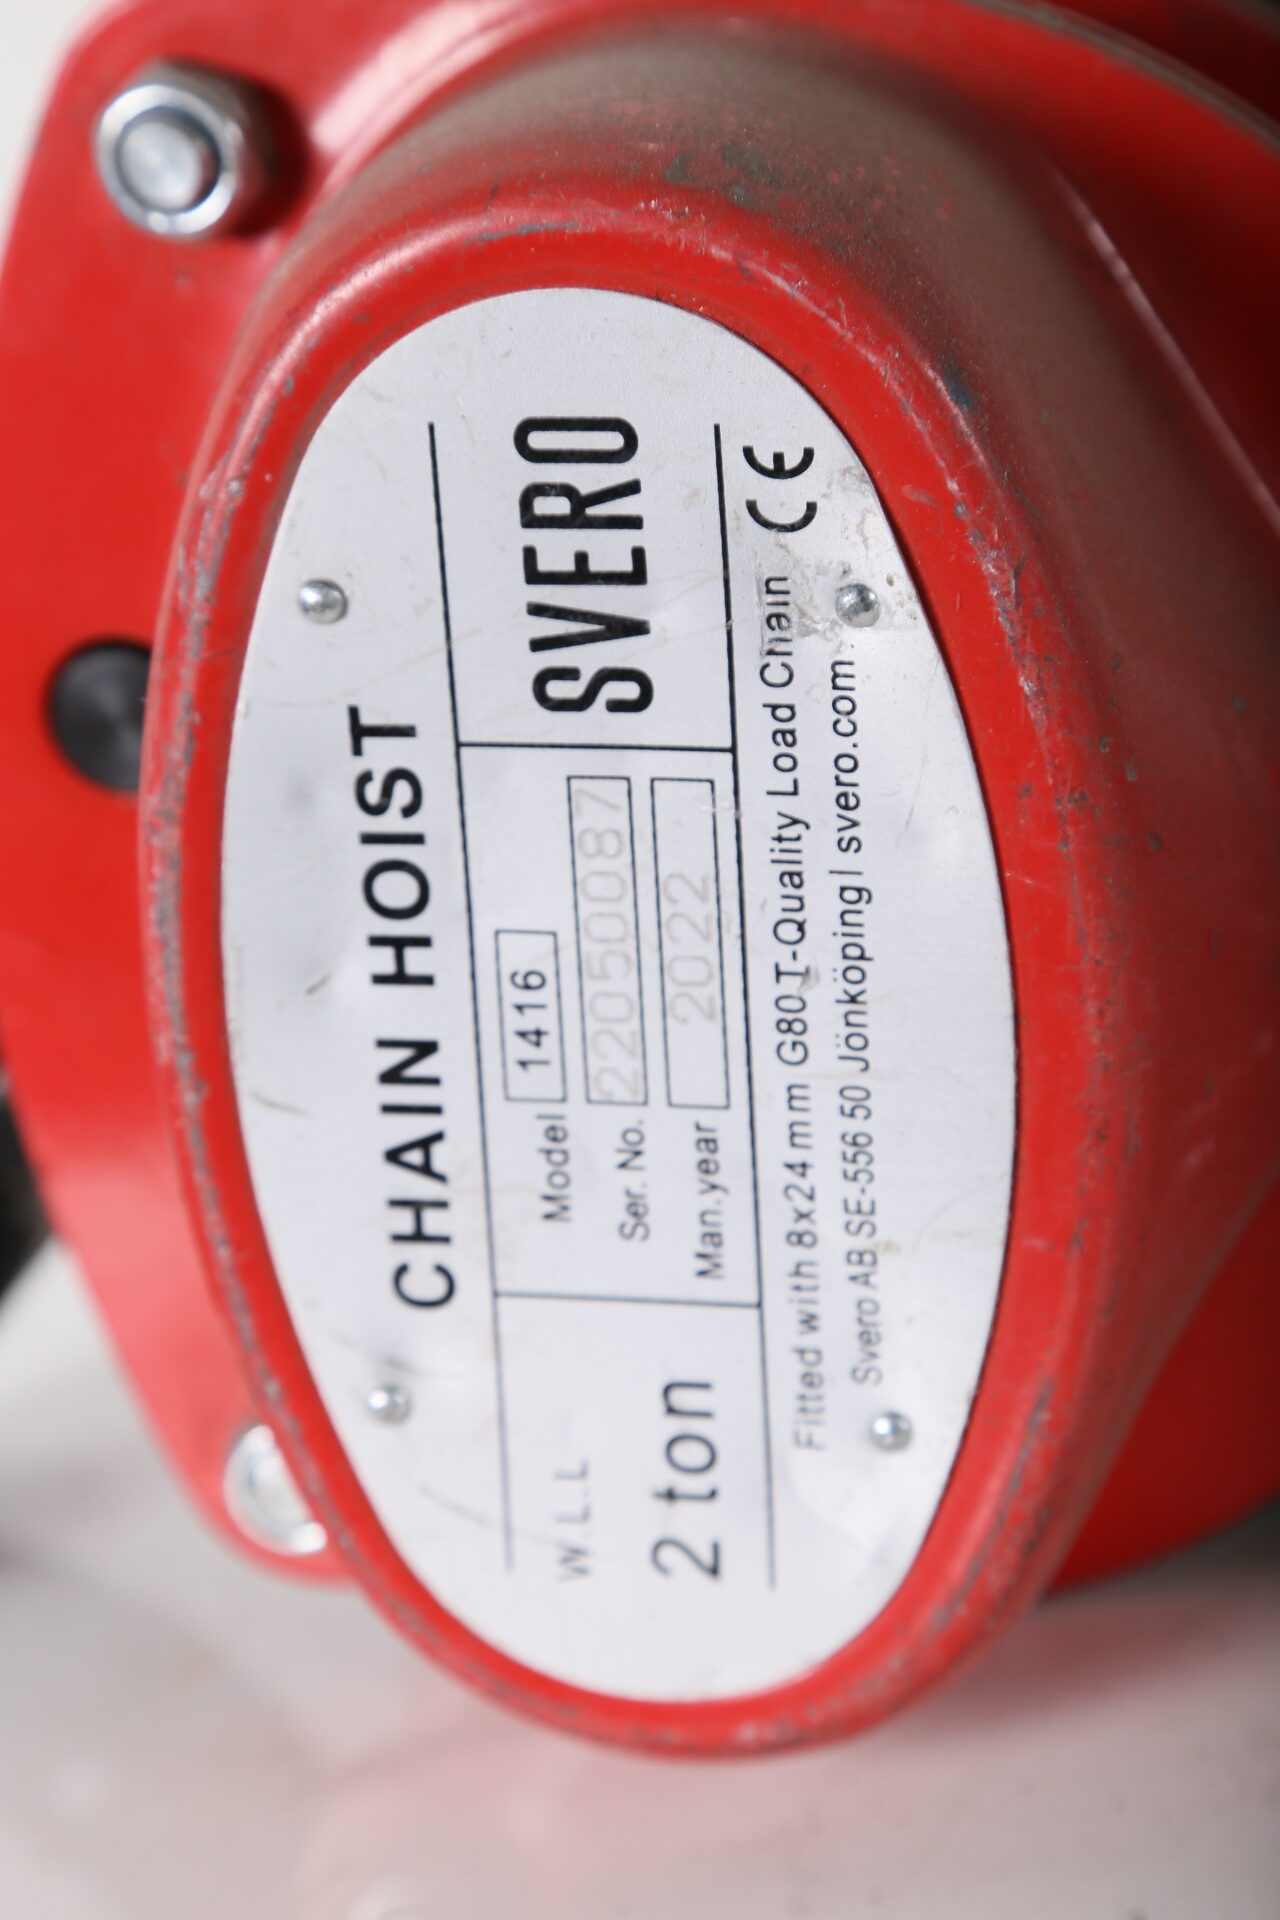 CHAIN HOIST
W.L.L
2 ton
Model 1416
Ser. No. 22050087
Man.year 2022
SVERO
Fitted with 8x24 mm G80 T-Quality Load Chain CE
Svero AB SE-556 50 Jönköping| svero.com